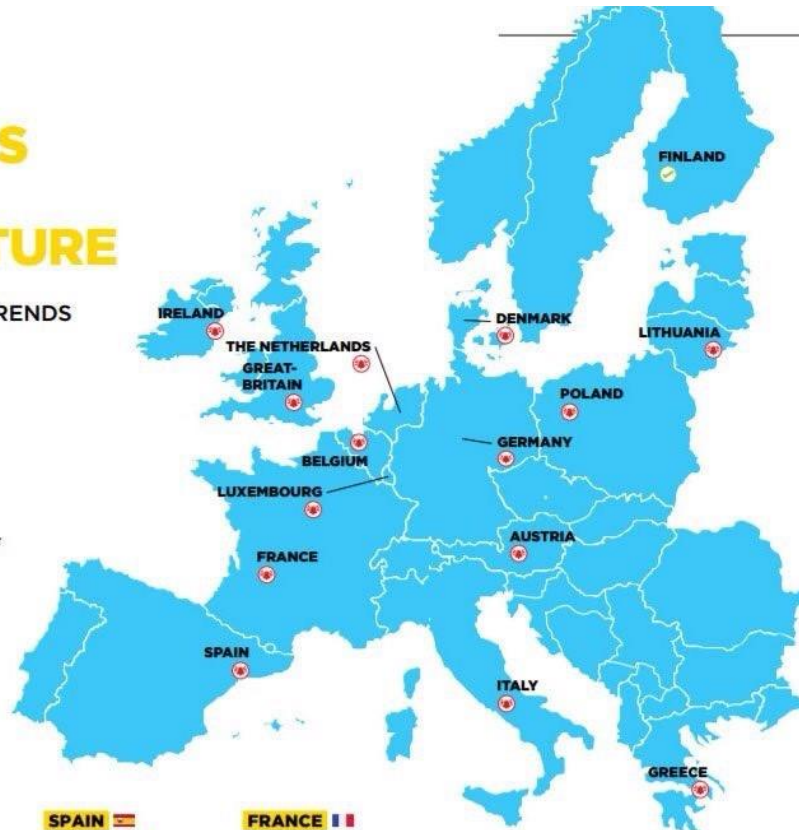 S
TURE
RENDS
FINLAND
IRELAND
DENMARK
LITHUANIA
THE NETHERLANDS
GREAT-
BRITAIN
POLAND
GERMANY
BELGIUM
LUXEMBOURG
AUSTRIA
FRANCE
SPAIN
ITALY
GREECE
SPAIN
FRANCE